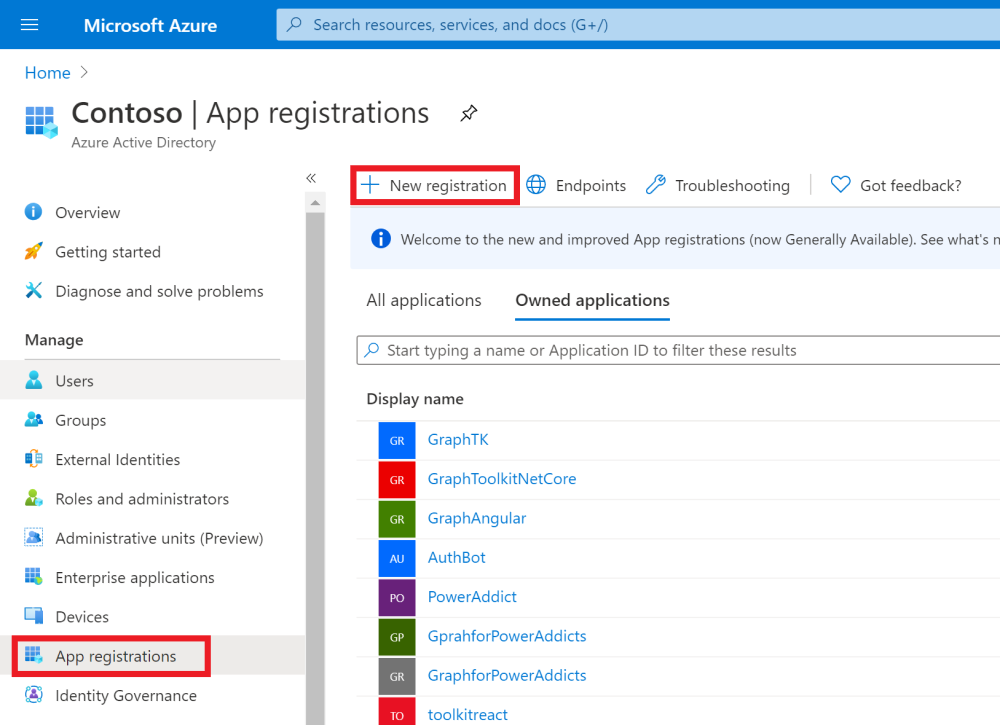 Microsoft Azure
Search resources, services, and docs (G+/)
Home
Contoso | App registrations
Azure Active Directory
«
Overview
Getting started
Diagnose and solve problems
Manage
Users
Groups
External Identities
Roles and administrators
Administrative units (Preview)
Enterprise applications
Devices
App registrations
Identity Governance
New registration
Endpoints
Troubleshooting
Got feedback?
Welcome to the new and improved App registrations (now Generally Available). See what's n
All applications
Owned applications
Start typing a name or Application ID to filter these results
Display name
GR GraphTK
GR GraphToolkitNetCore
GR GraphAngular
AU AuthBot
PO PowerAddict
GP GprahforPowerAddicts
GR GraphforPowerAddicts
TO toolkitreact